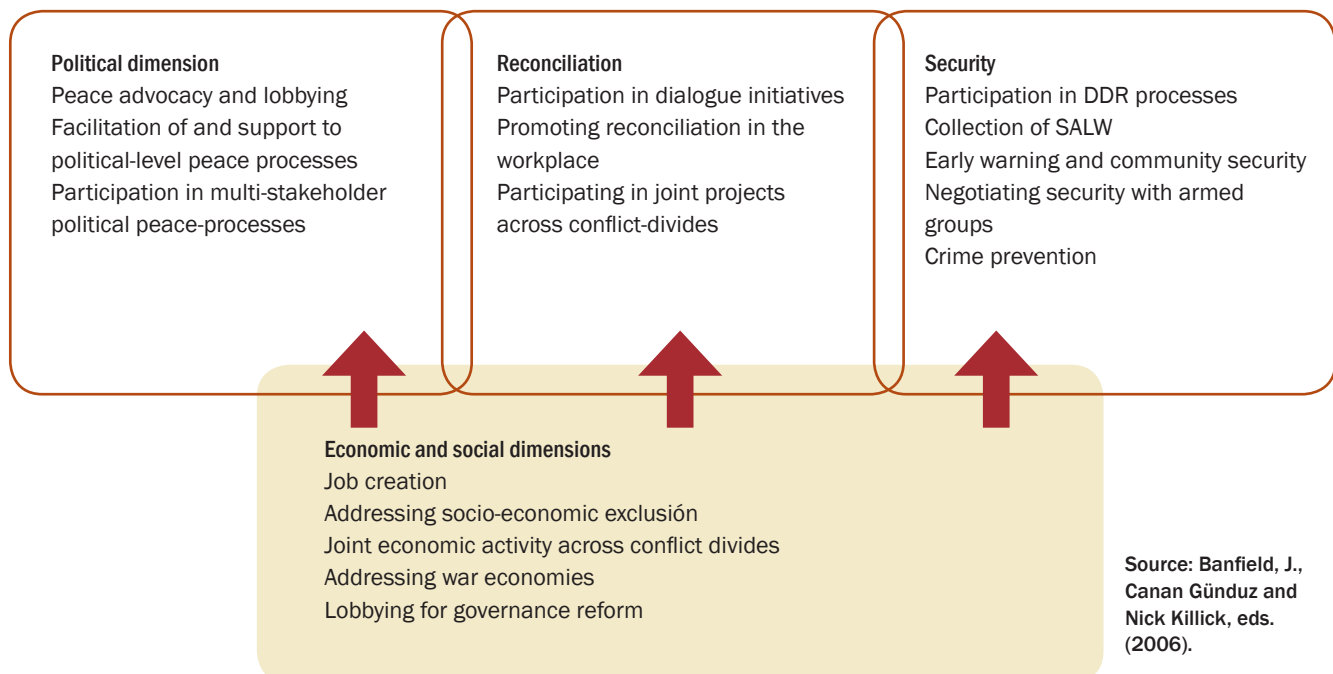 Political dimension
Peace advocacy and lobbying
Facilitation of and support to
political-level peace processes
Participation in multi-stakeholder
political peace-processes
Reconciliation
Participation in dialogue initiatives
Promoting reconciliation in the
workplace
Participating in joint projects
across conflict-divides
Security
Participation in DDR processes
Collection of SALW
Early warning and community security
Negotiating security with armed
groups
Crime prevention
Economic and social dimensions
Job creation
Addressing socio-economic exclusión
Joint economic activity across conflict divides
Addressing war economies
Lobbying for governance reform
Source: Banfield, J.,
Canan Günduz and
Nick Killick, eds.
(2006).